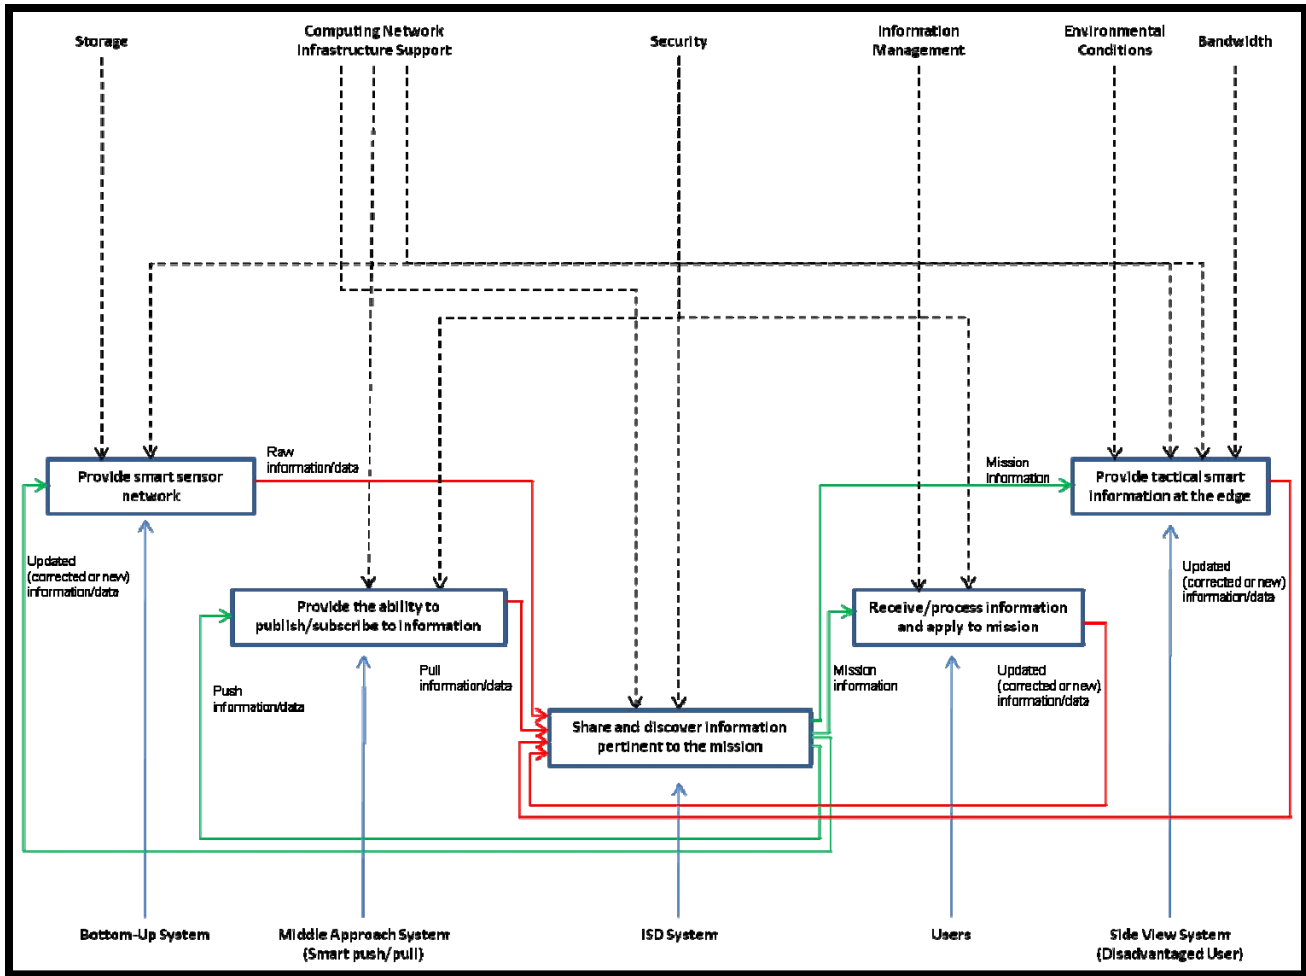 Storage
Computing Network
Infrastructure Support
Security
Information
Management
Environmental
Conditions
Bandwidth
Raw
information/data
Provide smart sensor
network
Mission
Information
Provide tactical smart
information at the edge
Updated
(corrected or new)
information/data
Updated
(corrected or new)
information/data
Provide the ability to
publish/subscribe to information
Receive/process information
and apply to mission
Push
information/data
Pull
information/data
Mission
information
Updated
(corrected or new)
information/data
Share and discover information
pertinent to the mission
Bottom-Up System
Middle Approach System
(Smart push/pull)
ISD System
Users
Side View System
(Disadvantaged User)